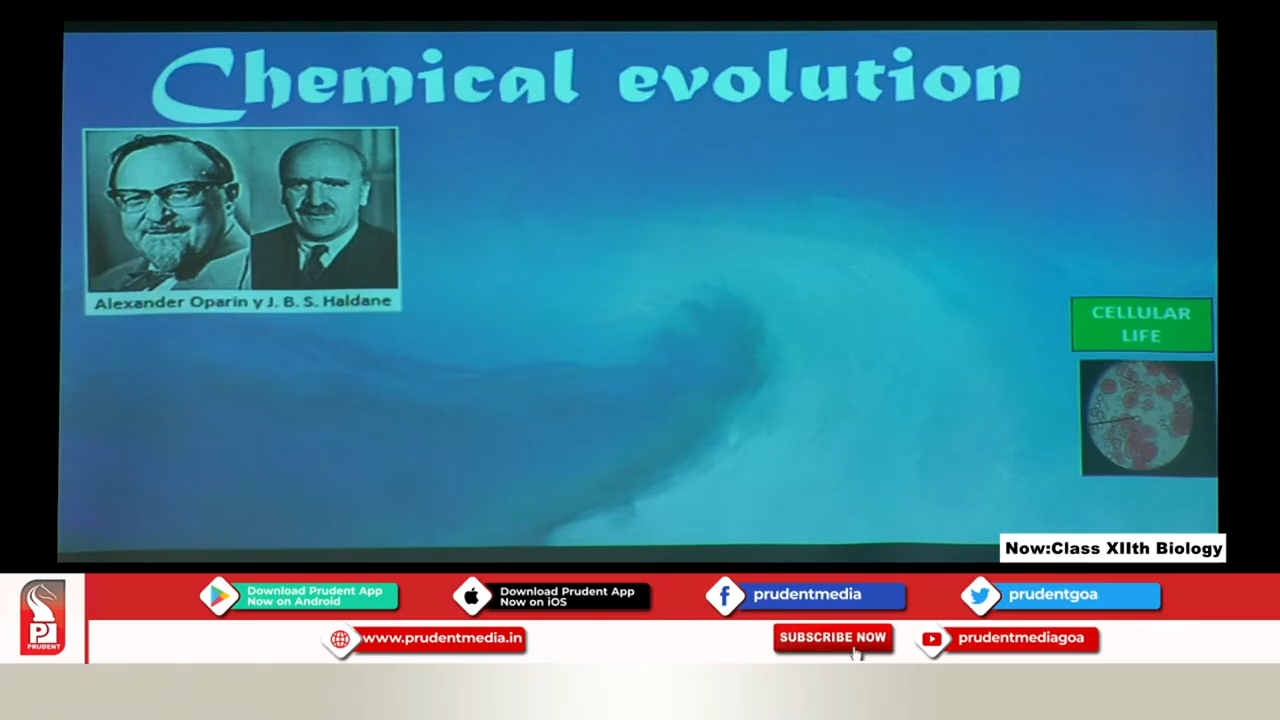 Chemical evolution
Alexander Oparin y J. B. S. Haldane
CELLULAR
LIFE
Now:Class XIIth Biology
Download Prudent App
Now on Android
Download Prudent App
Now on iOS
prudentmedia
prudentgoa
PRUDENT
www.prudentmedia.in
SUBSCRIBE NOW
prudentmediagoa